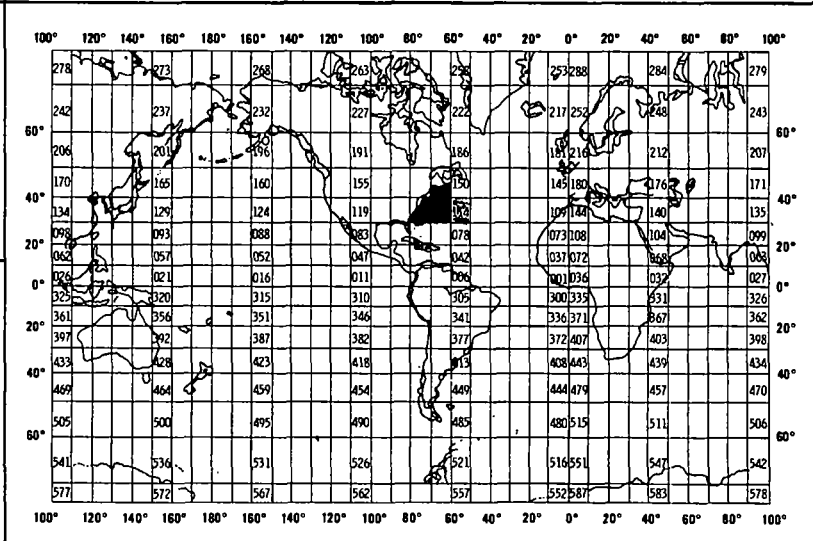 100° 120° 160° 180° 160° 140° 120° 100° 80° 60° 40° 20° 0° 20° 40° 60° 80° 100°
278 273 268 263 258 253 288 284 279
242 237 232 227 222 217 252 248 243
60° 60°
206 201 196 191 186 181 216 212 207
170 165 160 155 150 145 180 176 171
40° 40°
134 129 124 119 114 109 144 140 135
098 093 088 083 078 073 108 104 099
20° 20°
062 057 052 047 042 037 072 068 063
026 021 016 011 006 001 036 032 027
0° 0°
325 320 315 310 305 300 335 331 326
361 356 351 346 341 336 371 367 362
20° 20°
397 392 387 382 377 372 407 403 398
433 428 423 418 413 408 443 439 434
40° 40°
469 464 459 454 449 444 479 457 470
505 500 495 490 485 480 515 511 506
60° 60°
541 536 531 526 521 516 551 547 542
577 572 567 562 557 552 587 583 578
100° 120° 160° 180° 160° 140° 120° 100° 80° 60° 40° 20° 0° 20° 40° 60° 80° 100°